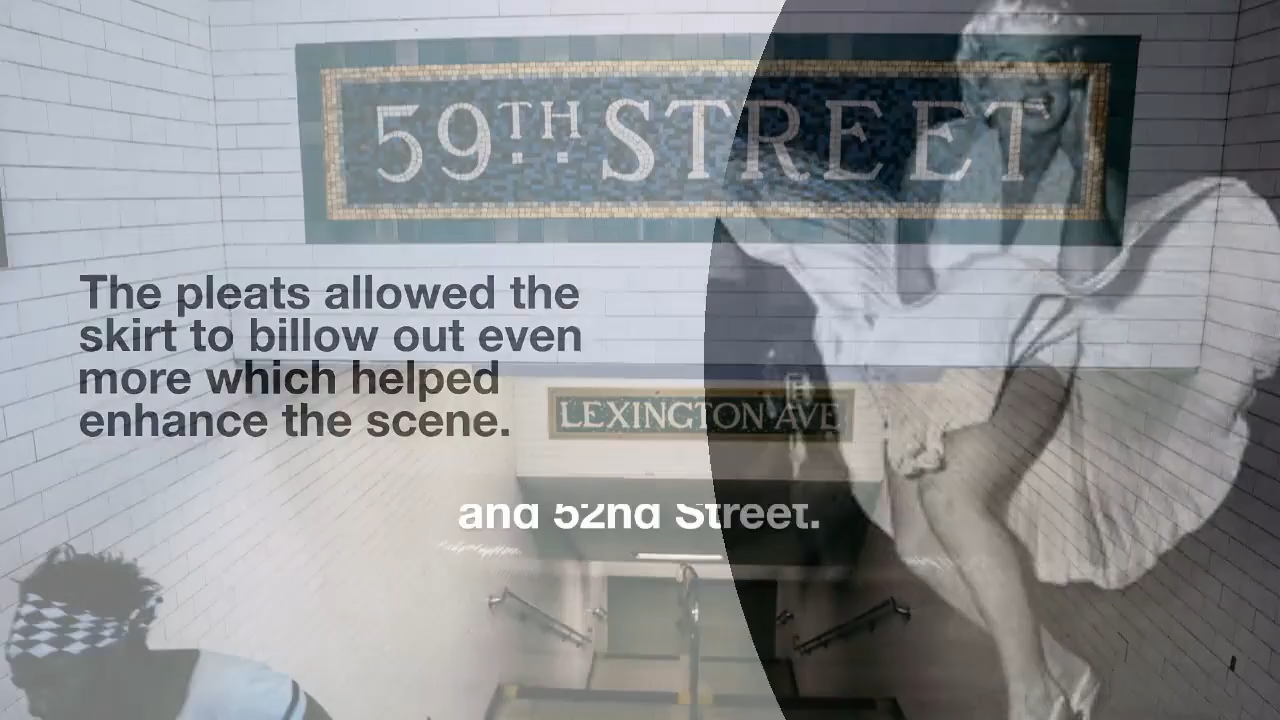 59TH STREET
The pleats allowed the
skirt to billow out even
more which helped
enhance the scene.
LEXINGTON AVE
and 52nd Street.